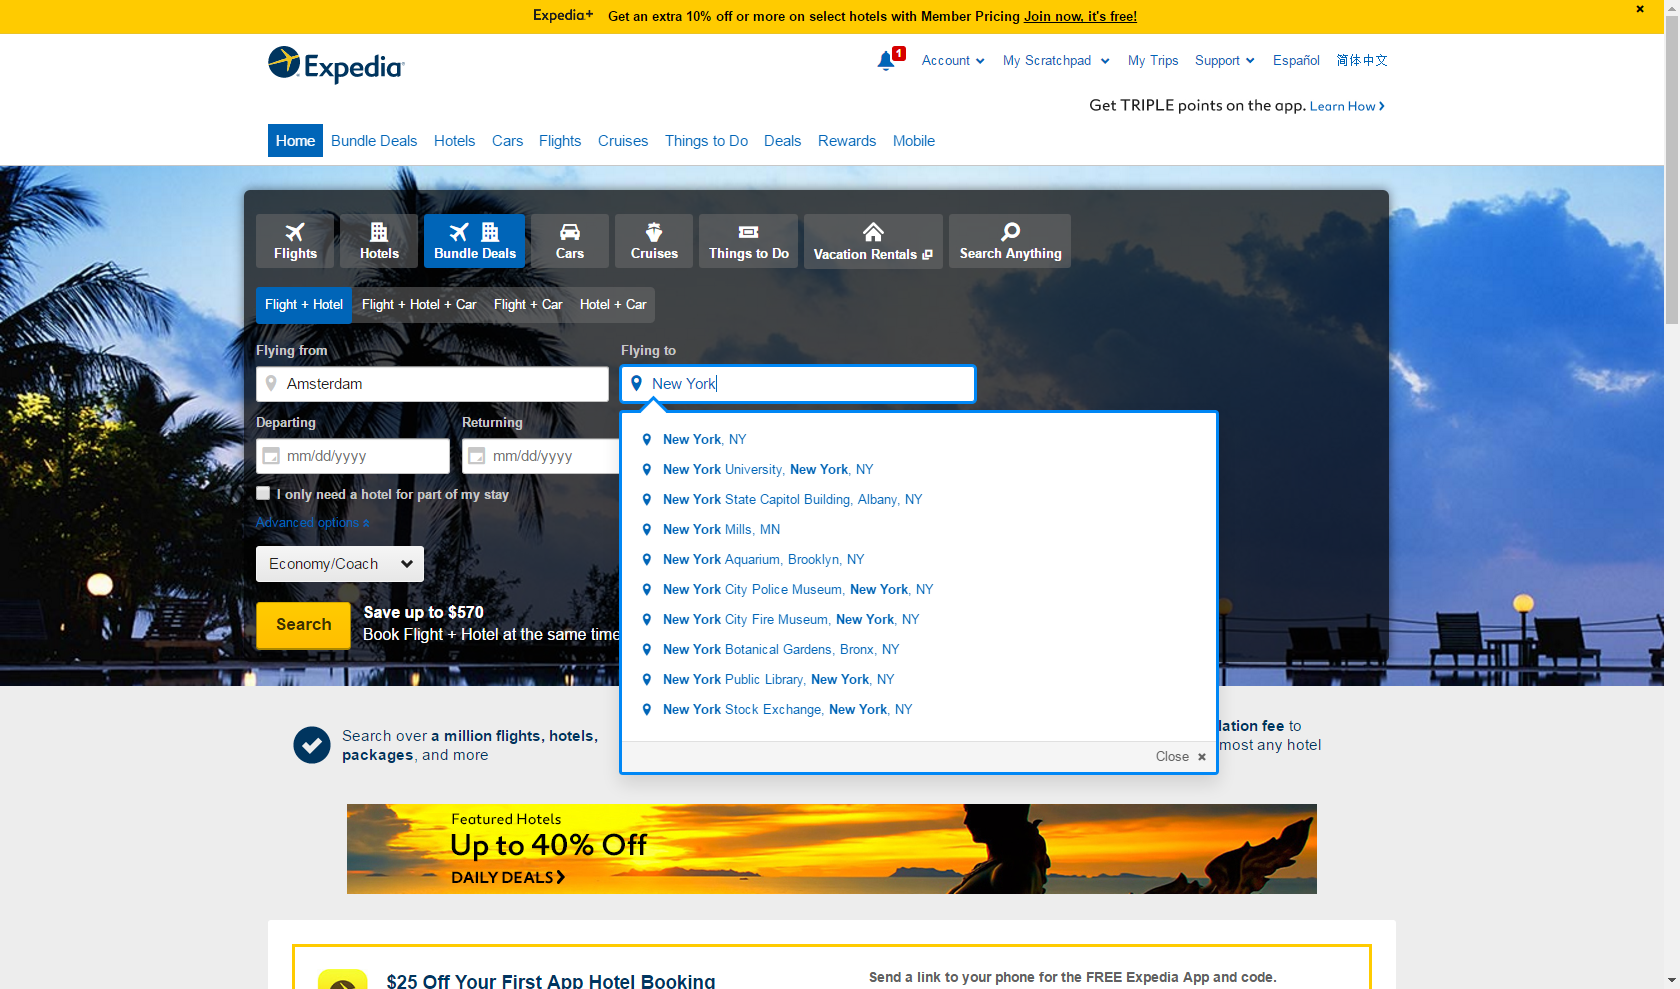 Expedia+ Get an extra 10% off or more on select hotels with Member Pricing Join now, it's free!
Expedia
1 Account My Scratchpad My Trips Support Español 简体中文
Get TRIPLE points on the app. Learn How
Home Bundle Deals Hotels Cars Flights Cruises Things to Do Deals Rewards Mobile
Flights Hotels Bundle Deals Cars Cruises Things to Do Vacation Rentals Search Anything
Flight + Hotel Flight + Hotel + Car Flight + Car Hotel + Car
Flying from Flying to
Amsterdam New York
Departing Returning
mm/dd/yyyy mm/dd/yyyy
I only need a hotel for part of my stay
Advanced options
Economy/Coach
Search
Save up to $570
Book Flight + Hotel at the same time
New York, NY
New York University, New York, NY
New York State Capitol Building, Albany, NY
New York Mills, MN
New York Aquarium, Brooklyn, NY
New York City Police Museum, New York, NY
New York City Fire Museum, New York, NY
New York Botanical Gardens, Bronx, NY
New York Public Library, New York, NY
New York Stock Exchange, New York, NY
Close
Search over a million flights, hotels,
packages, and more
lation fee to
most any hotel
Featured Hotels
Up to 40% Off
DAILY DEALS
$25 Off Your First App Hotel Booking
Send a link to your phone for the FREE Expedia App and code.